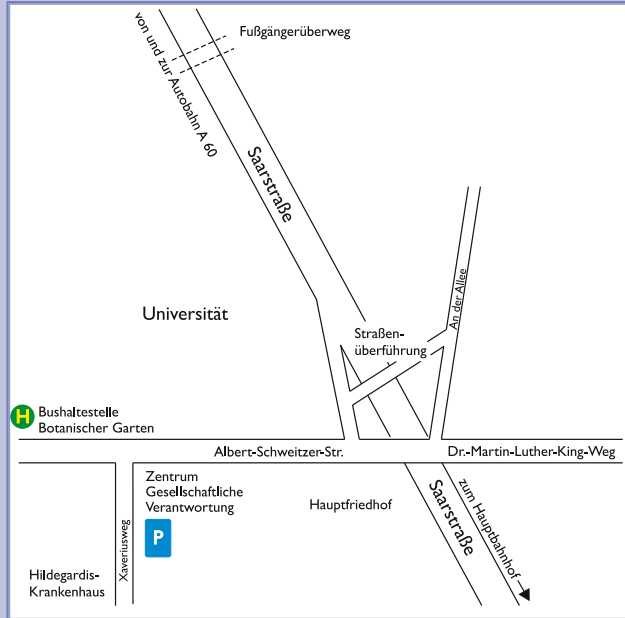 Fußgängerüberweg
von und zur Autobahn A 60
Saarstraße
An der Allee
Universität
Straßen-
überführung
H
Bushaltestelle
Botanischer Garten
Albert-Schweitzer-Str.
Dr.-Martin-Luther-King-Weg
Zentrum
Gesellschaftliche
Verantwortung
P
Xaveriusweg
Hauptfriedhof
Saarstraße
zum Hauptbahnhof
Hildegardis-
Krankenhaus